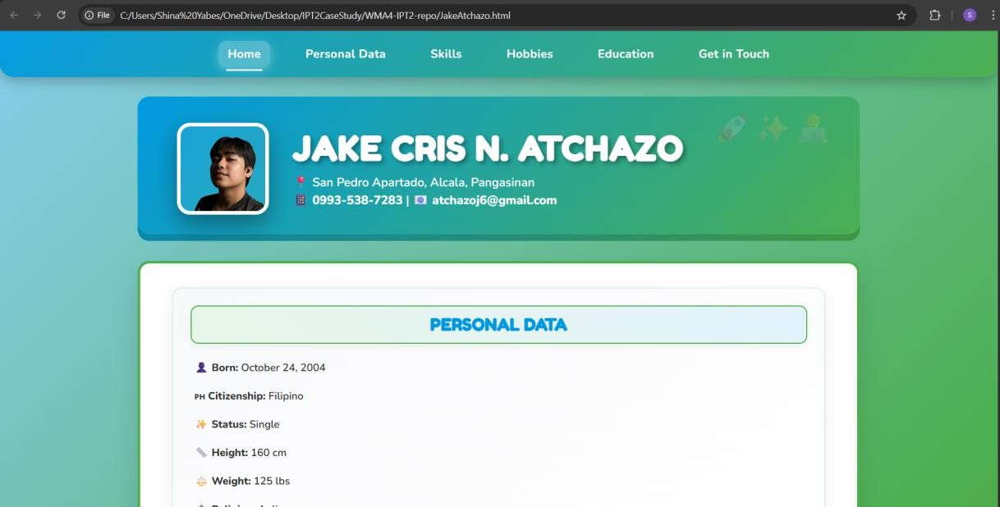 File C:/Users/Shina%20Yabes/OneDrive/Desktop/IPT2CaseStudy/WMA4-IPT2-repo/JakeAtchazo.html S
Home Personal Data Skills Hobbies Education Get in Touch
JAKE CRIS N. ATCHAZO
San Pedro Apartado, Alcala, Pangasinan
0993-538-7283 | atchazoj6@gmail.com
PERSONAL DATA
Born: October 24, 2004
PH Citizenship: Filipino
Status: Single
Height: 160 cm
Weight: 125 lbs